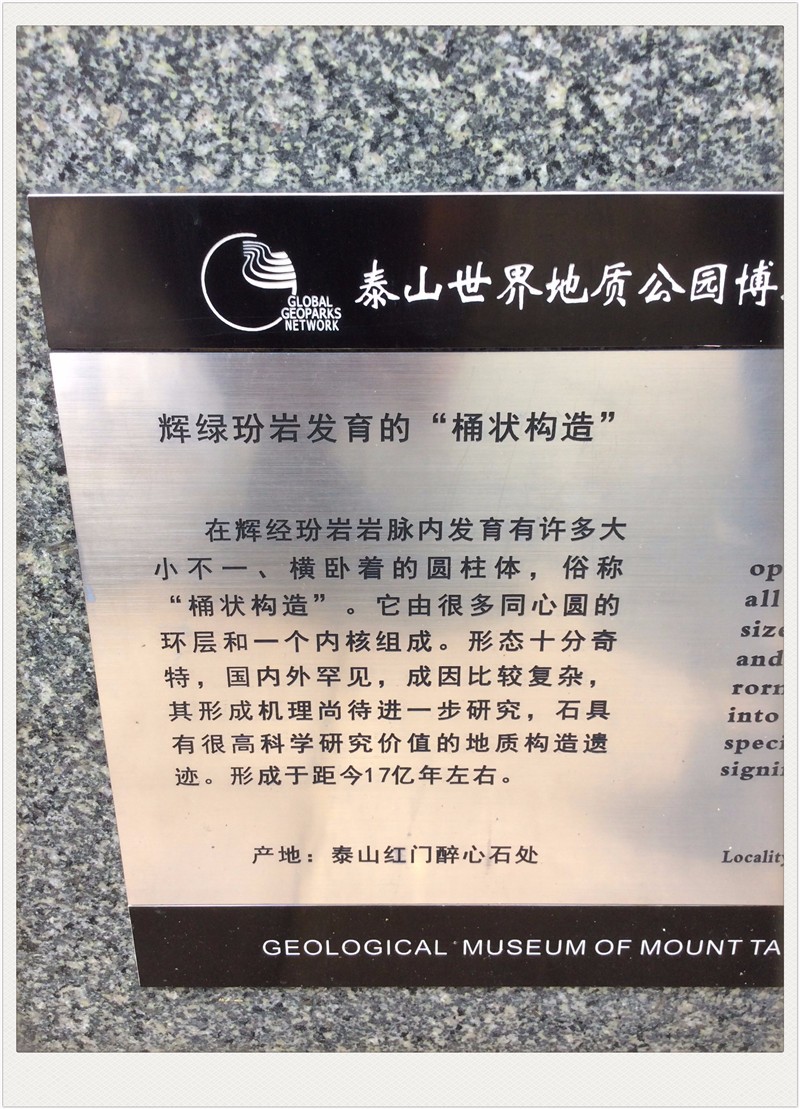 GLOBAL
GEOPARKS
NETWORK
泰山世界地质公园博
辉绿玢岩发育的“桶状构造”
在辉经玢岩岩脉内发育有许多大
小不一、横卧着的圆柱体，俗称
“桶状构造”。它由很多同心圆的
环层和一个内核组成。形态十分奇
特，国内外罕见，成因比较复杂，
其形成机理尚待进一步研究，石具
有很高科学研究价值的地质构造遗
迹。形成于距今17亿年左右。
产地：泰山红门醉心石处
op
all
size
and
rorn
into
speci
signi
Locality
GEOLOGICAL MUSEUM OF MOUNT TA